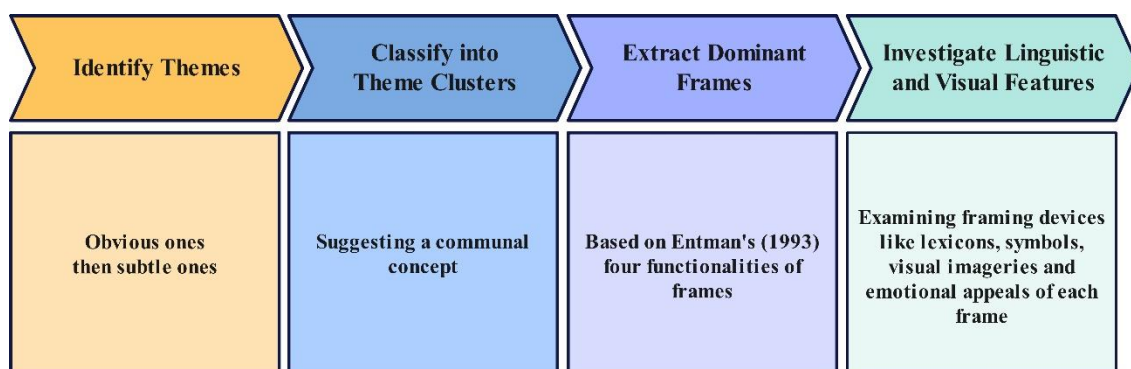 Identify Themes
Classify into
Theme Clusters
Extract Dominant
Frames
Investigate Linguistic
and Visual Features
Obvious ones
then subtle ones
Suggesting a communal
concept
Based on Entman's (1993)
four functionalities of
frames
Examining framing devices
like lexicons, symbols,
visual imageries and
emotional appeals of each
frame